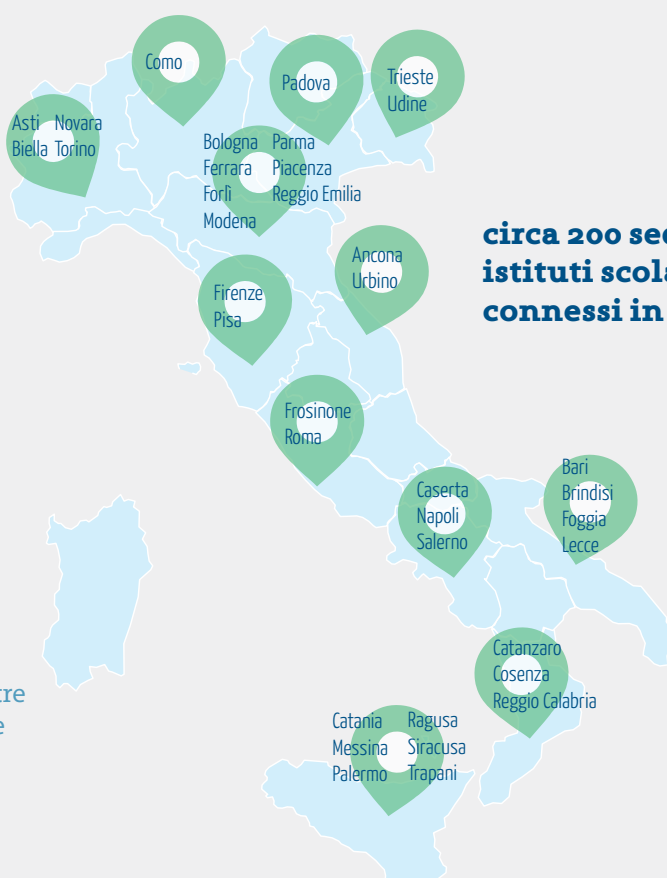 Como
Padova
Trieste
Udine
Asti Novara
Biella Torino
Bologna Parma
Ferrara Piacenza
Forlì Reggio Emilia
Modena
circa 200
istituti
connessi in
Ancona
Urbino
Firenze
Pisa
Frosinone
Roma
Caserta
Napoli
Salerno
Bari
Brindisi
Foggia
Lecce
Catanzaro
Cosenza
Reggio Calabria
Catania Ragusa
Messina Siracusa
Palermo Trapani